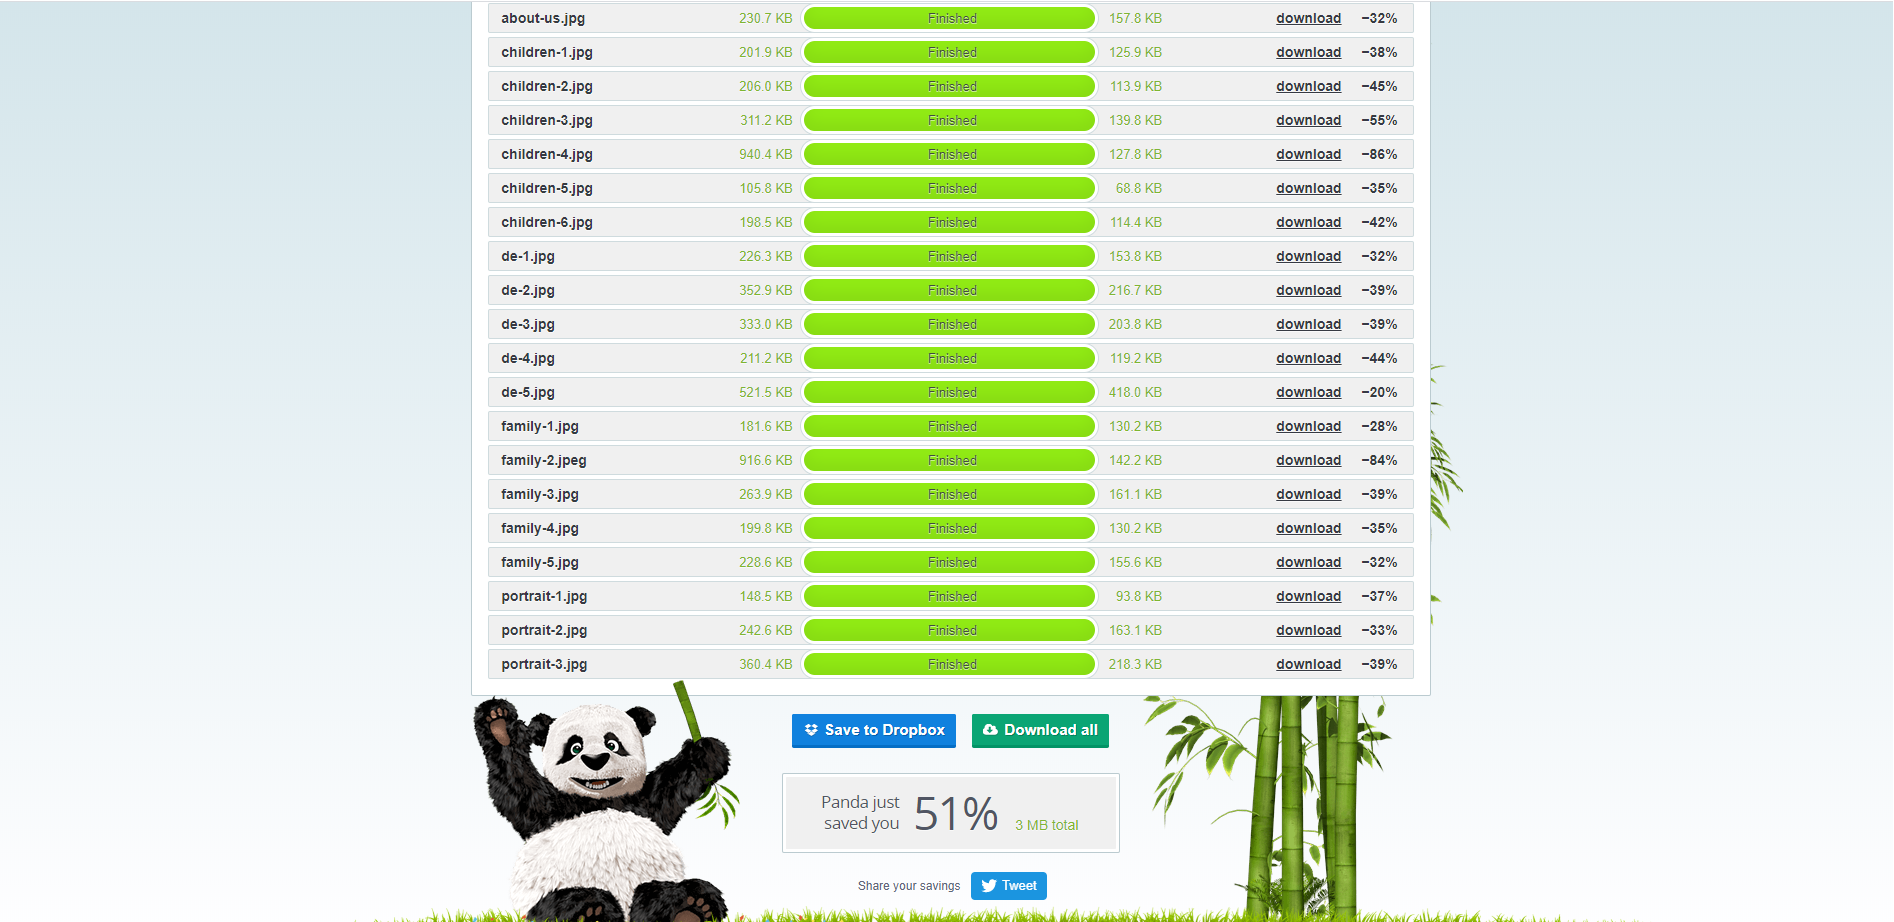 about-us.jpg 230.7 KB Finished 157.8 KB download −32%
children-1.jpg 201.9 KB Finished 125.9 KB download −38%
children-2.jpg 206.0 KB Finished 113.9 KB download −45%
children-3.jpg 311.2 KB Finished 139.8 KB download −55%
children-4.jpg 940.4 KB Finished 127.8 KB download −86%
children-5.jpg 105.8 KB Finished 68.8 KB download −35%
children-6.jpg 198.5 KB Finished 114.4 KB download −42%
de-1.jpg 226.3 KB Finished 153.8 KB download −32%
de-2.jpg 352.9 KB Finished 216.7 KB download −39%
de-3.jpg 333.0 KB Finished 203.8 KB download −39%
de-4.jpg 211.2 KB Finished 119.2 KB download −44%
de-5.jpg 521.5 KB Finished 418.0 KB download −20%
family-1.jpg 181.6 KB Finished 130.2 KB download −28%
family-2.jpeg 916.6 KB Finished 142.2 KB download −84%
family-3.jpg 263.9 KB Finished 161.1 KB download −39%
family-4.jpg 199.8 KB Finished 130.2 KB download −35%
family-5.jpg 228.6 KB Finished 155.6 KB download −32%
portrait-1.jpg 148.5 KB Finished 93.8 KB download −37%
portrait-2.jpg 242.6 KB Finished 163.1 KB download −33%
portrait-3.jpg 360.4 KB Finished 218.3 KB download −39%
Save to Dropbox Download all
Panda just
saved you 51% 3 MB total
Share your savings Tweet